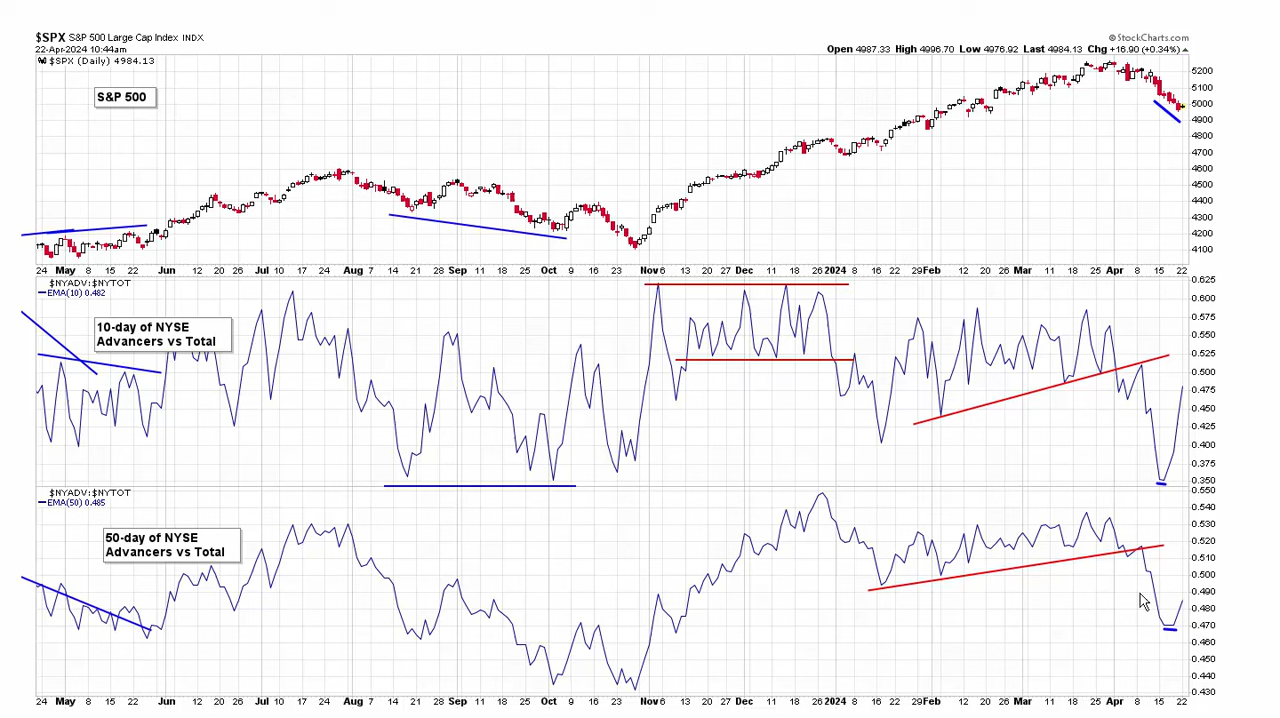 $SPX S&P 500 Large Cap Index INDX
© StockCharts.com
22-Apr-2024 10:44am
Open 4987.33 High 4996.70 Low 4976.92 Last 4984.13 Chg +16.90 (+0.34%)
$SPX (Daily) 4984.13
S&P 500
5200
5100
5000
4900
4800
4700
4600
4500
4400
4300
4200
4100
24 May 8 15 22 Jun 12 20 26 Jul 10 17 24 Aug 7 14 21 28 Sep 11 18 25 Oct 9 16 23 Nov 6 13 20 27 Dec 11 18 26 2024 8 16 22 29 Feb 12 20 26 Mar 11 18 25 Apr 8 15 22
$NYADV:$NYTOT
EMA(10) 0.482
10-day of NYSE
Advancers vs Total
0.625
0.600
0.575
0.550
0.525
0.500
0.475
0.450
0.425
0.400
0.375
0.350
$NYADV:$NYTOT
EMA(50) 0.485
50-day of NYSE
Advancers vs Total
0.550
0.530
0.520
0.510
0.500
0.490
0.480
0.470
0.460
0.450
0.440
0.430
24 May 8 15 22 Jun 12 20 26 Jul 10 17 24 Aug 7 14 21 28 Sep 11 18 25 Oct 9 16 23 Nov 6 13 20 27 Dec 11 18 26 2024 8 16 22 29 Feb 12 20 26 Mar 11 18 25 Apr 8 15 22